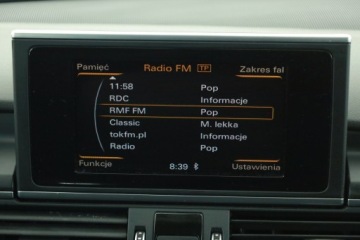 Pamięć Radio FM TP Zakres fal
11:58 Pop
RDC Informacje
RMF FM Pop
Classic M. lekka
tokfm.pl Informacje
Radio Pop
Funkcje 8:39 Ustawienia